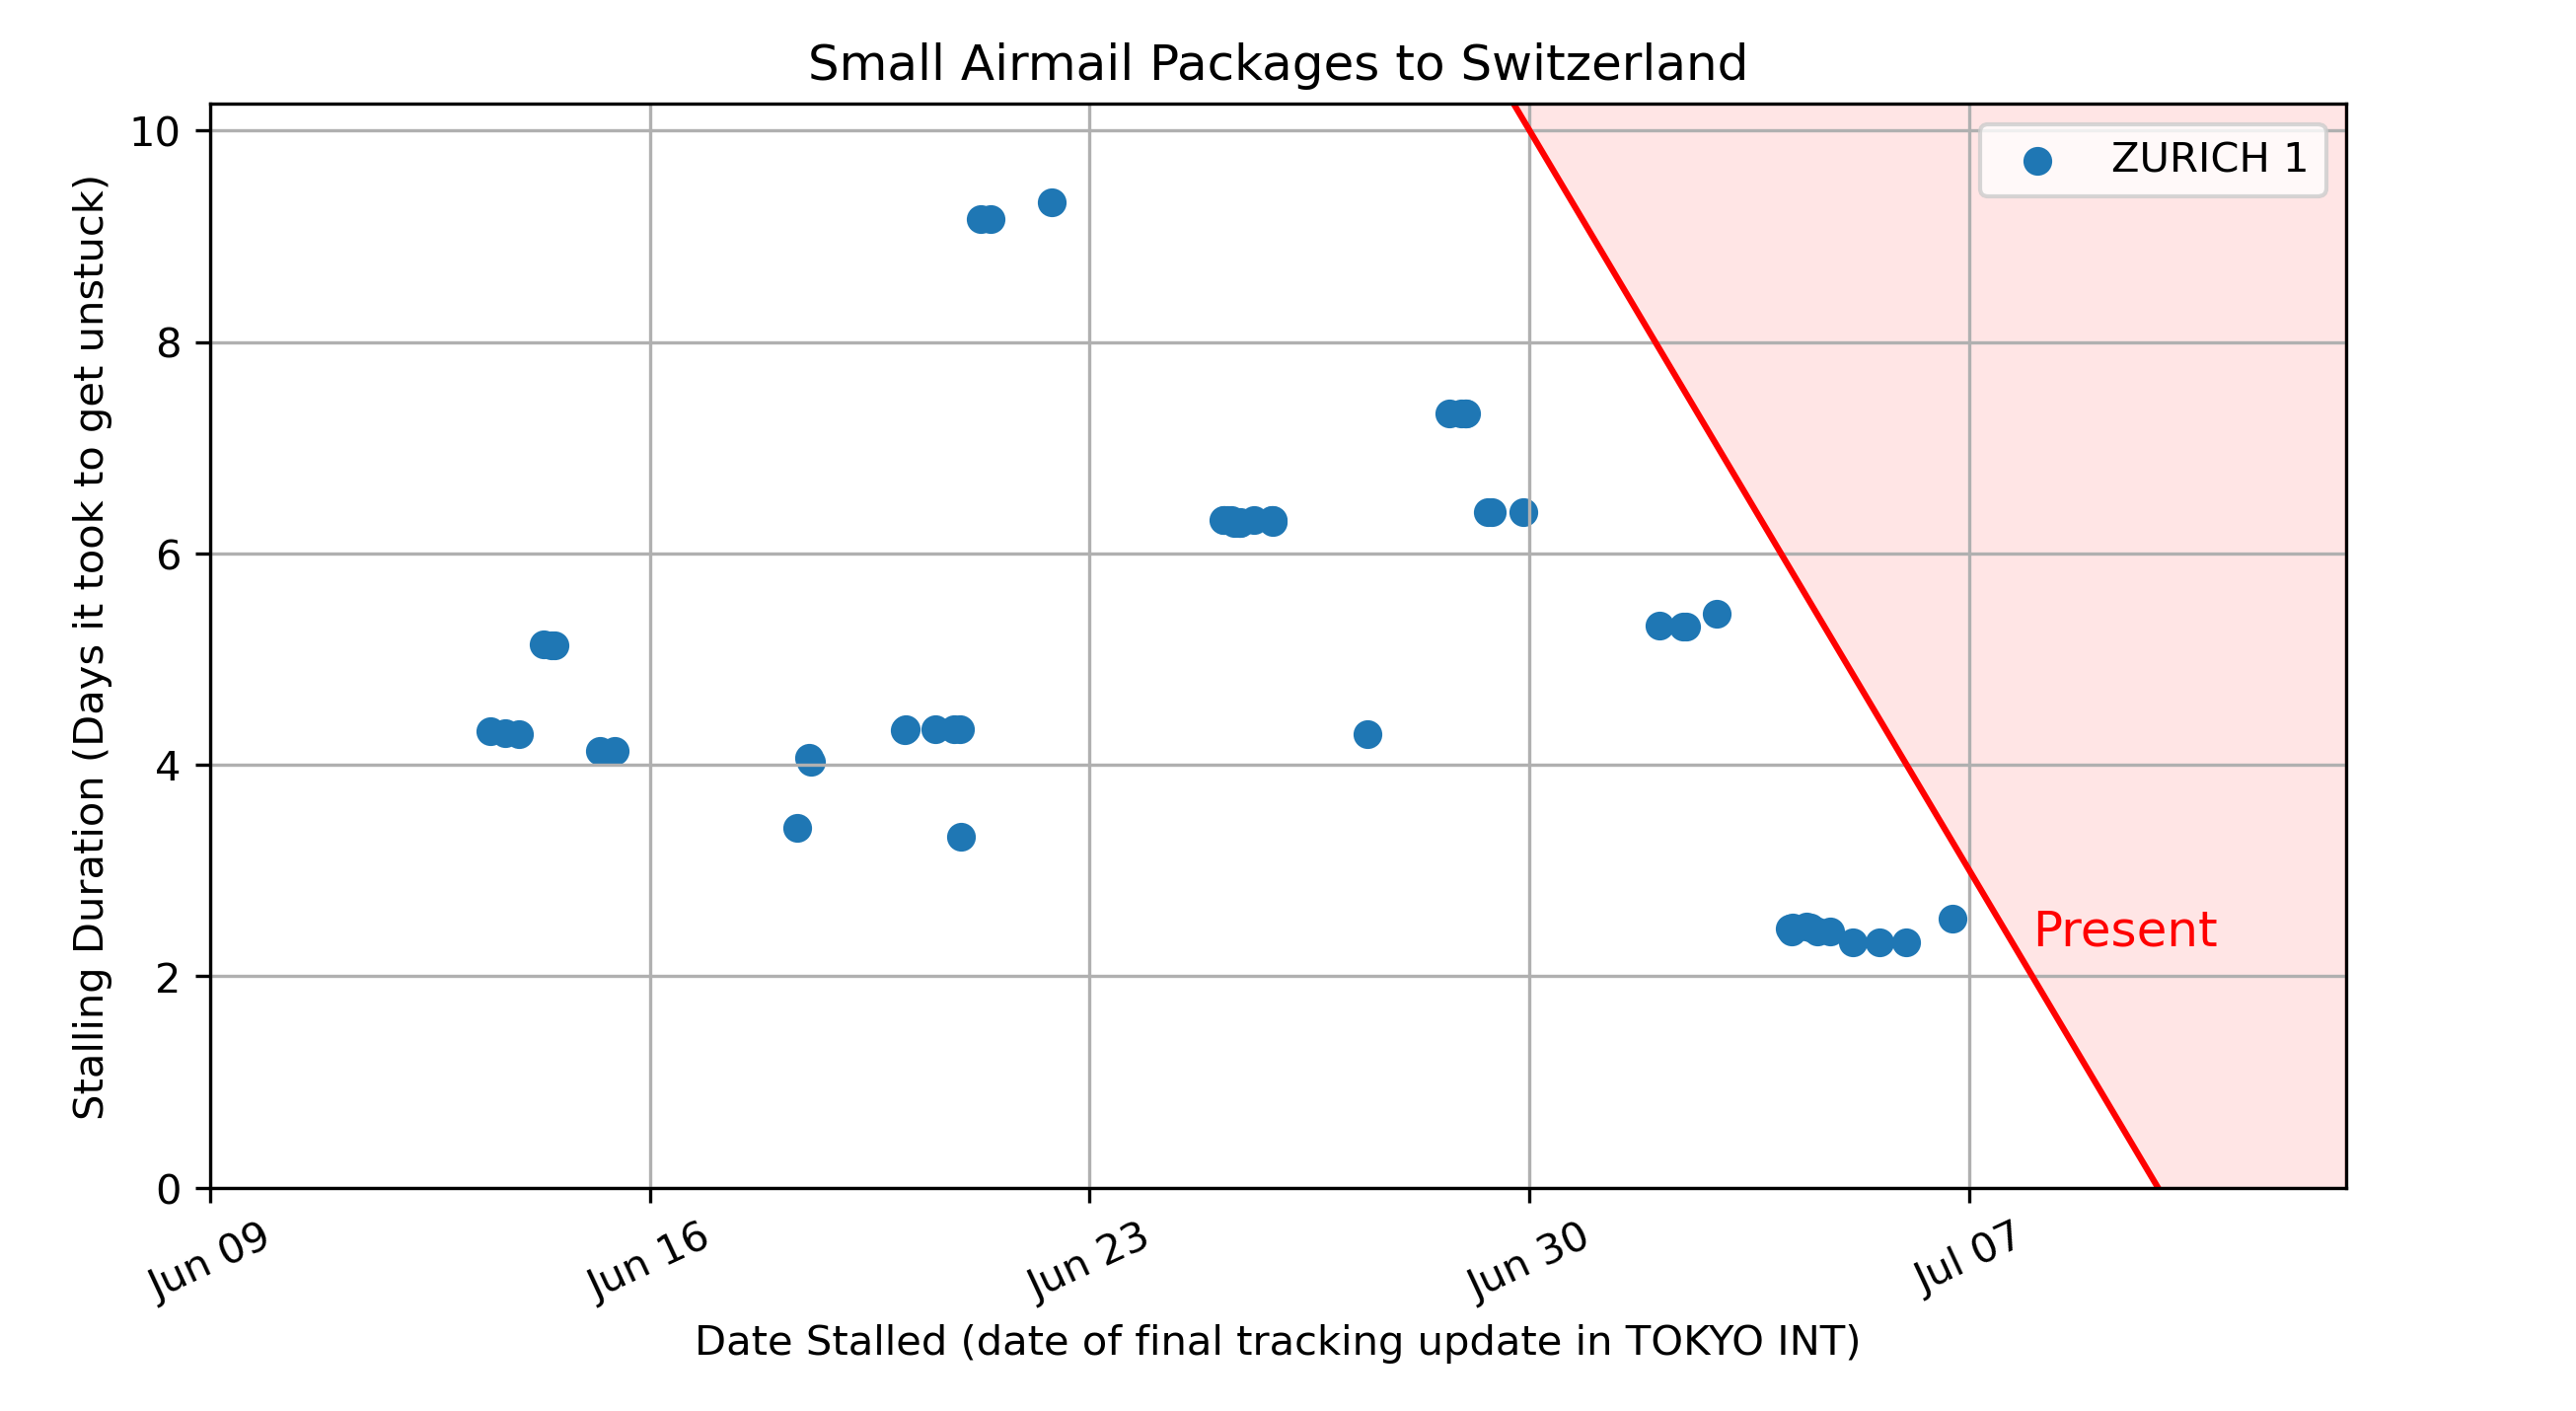 Small Airmail Packages to Switzerland
Stalling Duration (Days it took to get unstuck)
10
8
6
4
2
0
ZURICH 1
Present
Jun 09
Jun 16
Jun 23
Jun 30
Jul 07
Date Stalled (date of final tracking update in TOKYO INT)